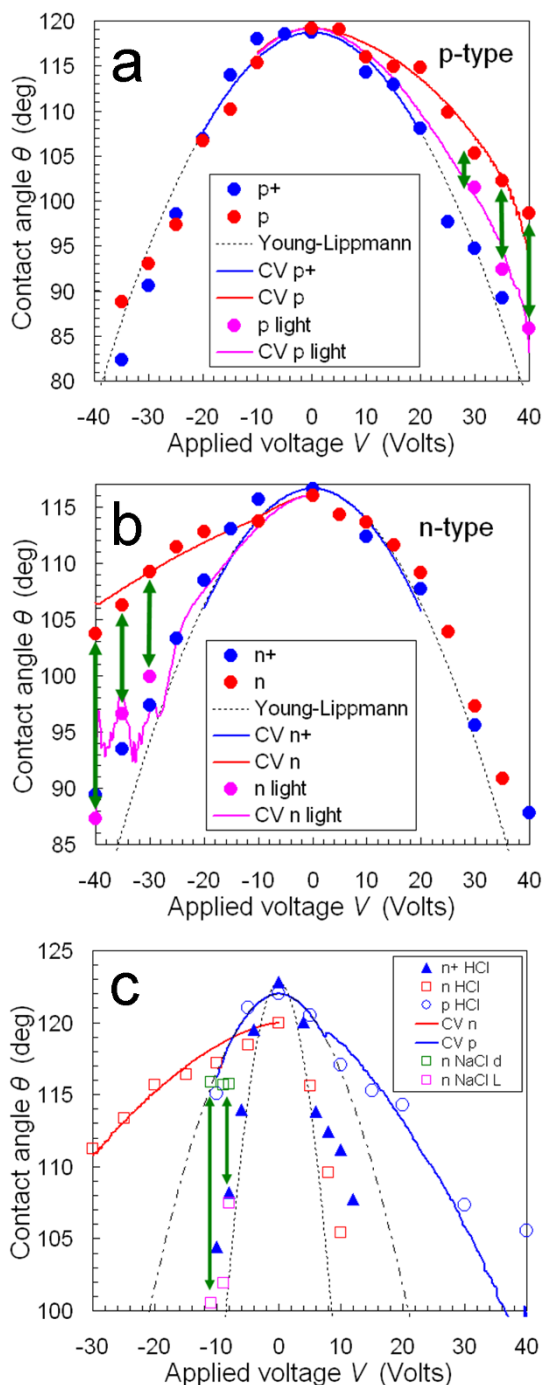 a
p-type
Contact angle θ (deg)
120
115
110
105
100
95
90
85
80
p+
p
Young-Lippmann
CV p+
CV p
p light
CV p light
-40 -30 -20 -10 0 10 20 30 40
Applied voltage V (Volts)
b
n-type
Contact angle θ (deg)
115
110
105
100
95
90
85
n+
n
Young-Lippmann
CV n+
CV n
n light
CV n light
-40 -30 -20 -10 0 10 20 30 40
Applied voltage V (Volts)
c
Contact angle θ (deg)
125
120
115
110
105
100
n+ HCl
n HCl
p HCl
CV n
CV p
n NaCl d
n NaCl L
-30 -20 -10 0 10 20 30 40
Applied voltage V (Volts)